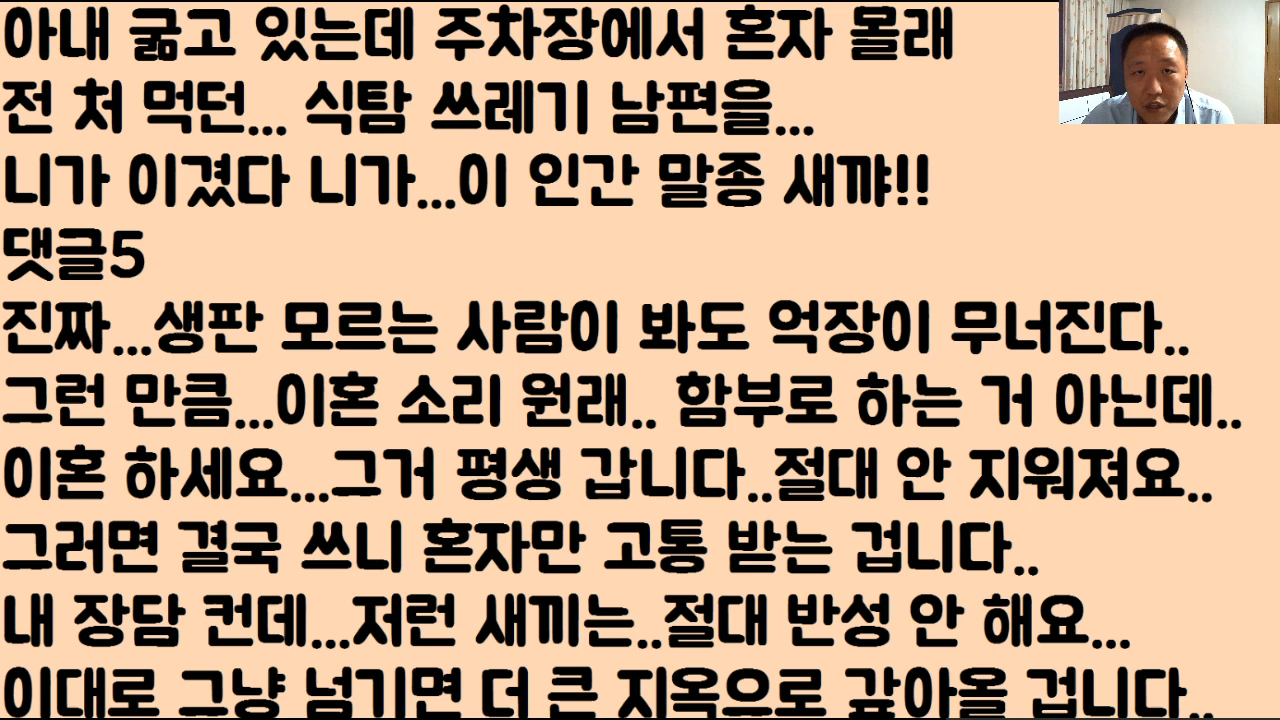 아내 굶고 있는데 주차장에서 혼자 몰래
전 처 먹던... 식탐 쓰레기 남편을...
니가 이겼다 니가...이 인간 말종 새꺄!!
댓글5
진짜...생판 모르는 사람이 봐도 억장이 무너진다..
그런 만큼...이혼 소리 원래.. 함부로 하는 거 아닌데..
이혼 하세요...그거 평생 갑니다..절대 안 지워져요..
그러면 결국 쓰니 혼자만 고통 받는 겁니다..
내 장담 컨데...저런 새끼는..절대 반성 안 해요...
이대로 그냥 넘기면 더 큰 지옥으로 갚아올 겁니다..